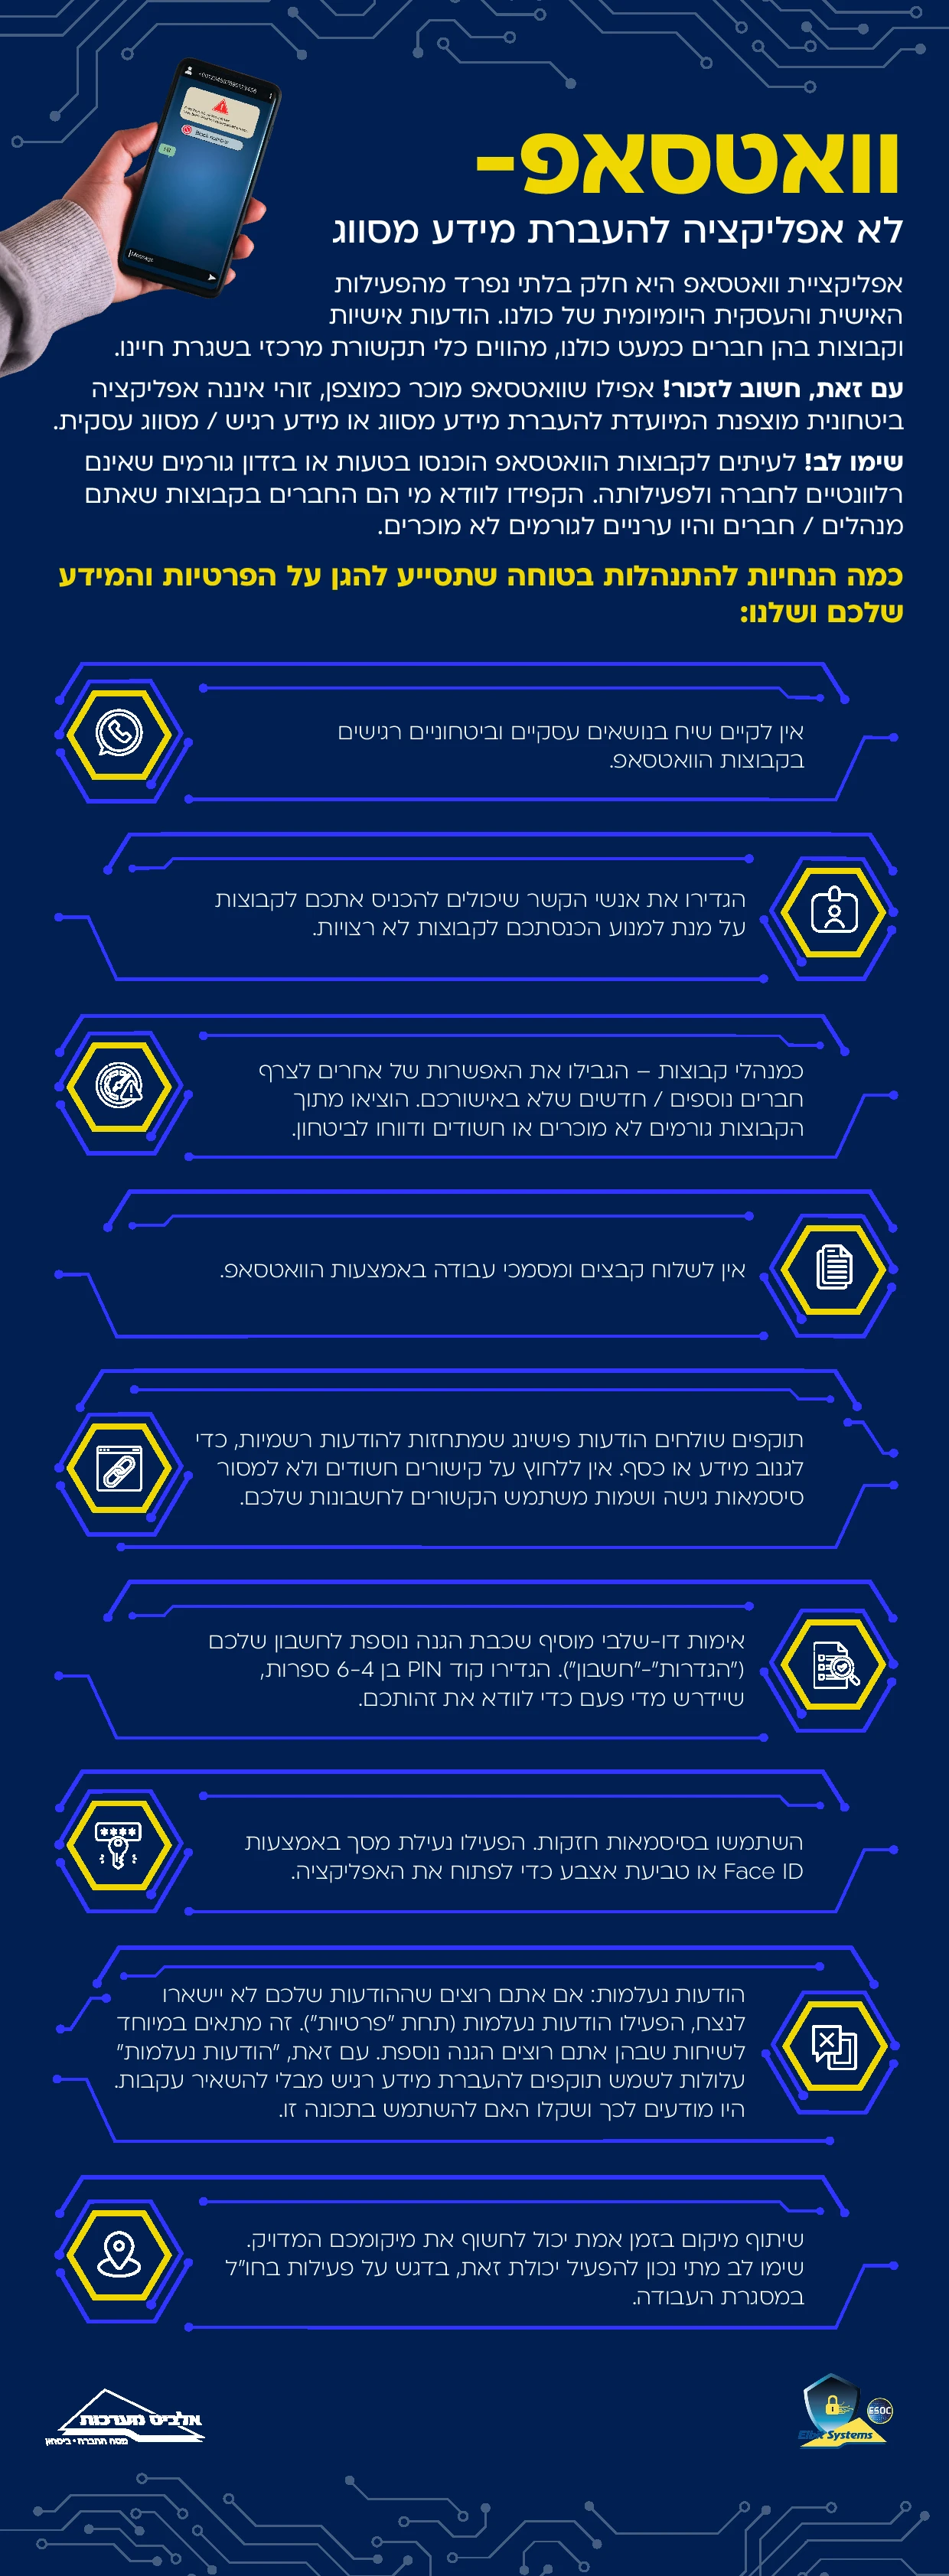 וואטסאפ-
לא אפליקציה להעברת מידע מסווג
אפליקציית וואטסאפ היא חלק בלתי נפרד מהפעילות
האישית והעסקית היומיומית של כולנו. הודעות אישיות
וקבוצות בהן חברים כמעט כולנו, מהווים כלי תקשורת מרכזי בשגרת חיינו.
עם זאת, חשוב לזכור! אפילו שוואטסאפ מוכר כמוצפן, זוהי איננה אפליקציה
ביטחונית מוצפנת המיועדת להעברת מידע מסווג או מידע רגיש / מסווג עסקית.
שימו לב! לעיתים לקבוצות הוואטסאפ הוכנסו בטעות או בזדון גורמים שאינם
רלוונטיים לחברה ולפעילותה. הקפידו לוודא מי הם החברים בקבוצות שאתם
מנהלים / חברים והיו ערניים לגורמים לא מוכרים.
כמה הנחיות להתנהלות בטוחה שתסייע להגן על הפרטיות והמידע
שלכם ושלנו:
אין לקיים שיח בנושאים עסקיים וביטחוניים רגישים
בקבוצות הוואטסאפ.
הגדירו את אנשי הקשר שיכולים להכניס אתכם לקבוצות
על מנת למנוע הכנסתכם לקבוצות לא רצויות.
כמנהלי קבוצות – הגבילו את האפשרות של אחרים לצרף
חברים נוספים / חדשים שלא באישורכם. הוציאו מתוך
הקבוצות גורמים לא מוכרים או חשודים ודווחו לביטחון.
אין לשלוח קבצים ומסמכי עבודה באמצעות הוואטסאפ.
תוקפים שולחים הודעות פישינג שמתחזות להודעות רשמיות, כדי
לגנוב מידע או כסף. אין ללחוץ על קישורים חשודים ולא למסור
סיסמאות גישה ושמות משתמש הקשורים לחשבונות שלכם.
אימות דו-שלבי מוסיף שכבת הגנה נוספת לחשבון שלכם
("הגדרות"-"חשבון"). הגדירו קוד PIN בן 6-4 ספרות,
שיידרש מדי פעם כדי לוודא את זהותכם.
השתמשו בסיסמאות חזקות. הפעילו נעילת מסך באמצעות
Face ID או טביעת אצבע כדי לפתוח את האפליקציה.
הודעות נעלמות: אם אתם רוצים שההודעות שלכם לא יישארו
לנצח, הפעילו הודעות נעלמות (תחת "פרטיות"). זה מתאים במיוחד
לשיחות שבהן אתם רוצים הגנה נוספת. עם זאת, "הודעות נעלמות"
עלולות לשמש תוקפים להעברת מידע רגיש מבלי להשאיר עקבות.
היו מודעים לכך ושקלו האם להשתמש בתכונה זו.
שיתוף מיקום בזמן אמת יכול לחשוף את מיקומכם המדויק.
שימו לב מתי נכון להפעיל יכולת זאת, בדגש על פעילות בחו"ל
במסגרת העבודה.
ESOC
Elbit Systems
אלביט מערכות
מטה החברה • ביטחון
Message